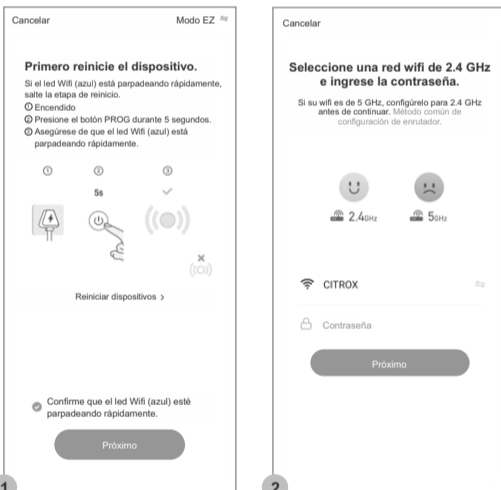 Cancelar
Modo EZ
Primero reinicie el dispositivo.
Si el led Wifi (azul) está parpadeando rápidamente,
salte la etapa de reinicio.
① Encendido
② Presione el botón PROG durante 5 segundos.
③ Asegúrese de que el led Wifi (azul) está
parpadeando rápidamente.
① ② ③
5s
Reiniciar dispositivos >
Confirme que el led Wifi (azul) esté
parpadeando rápidamente.
Próximo
1
Cancelar
Seleccione una red wifi de 2.4 GHz
e ingrese la contraseña.
Si su wifi es de 5 GHz, configúrelo para 2.4 GHz
antes de continuar. Método común de
configuración de enrutador.
2.4GHz 5GHz
CITROX
Contraseña
Próximo
2